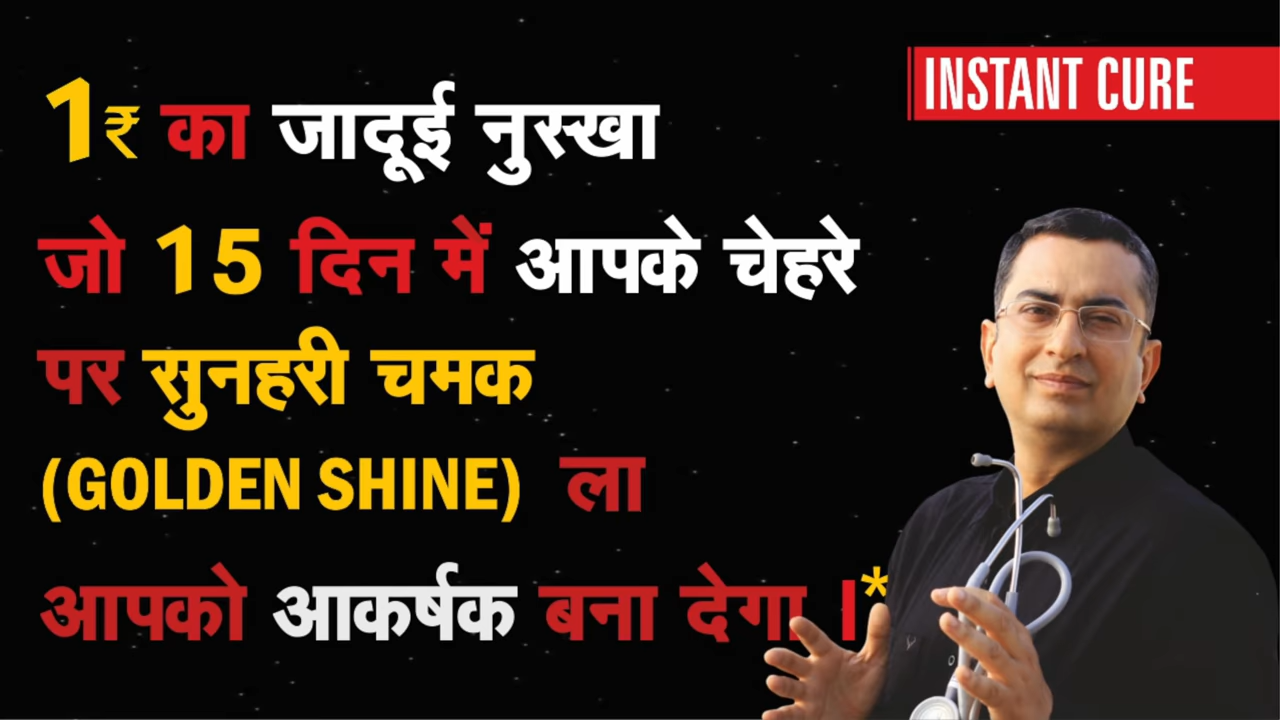 INSTANT CURE
1₹ का जादूई नुस्खा
जो 15 दिन में आपके चेहरे
पर सुनहरी चमक
(GOLDEN SHINE) ला
आपको आकर्षक बना देगा ।*